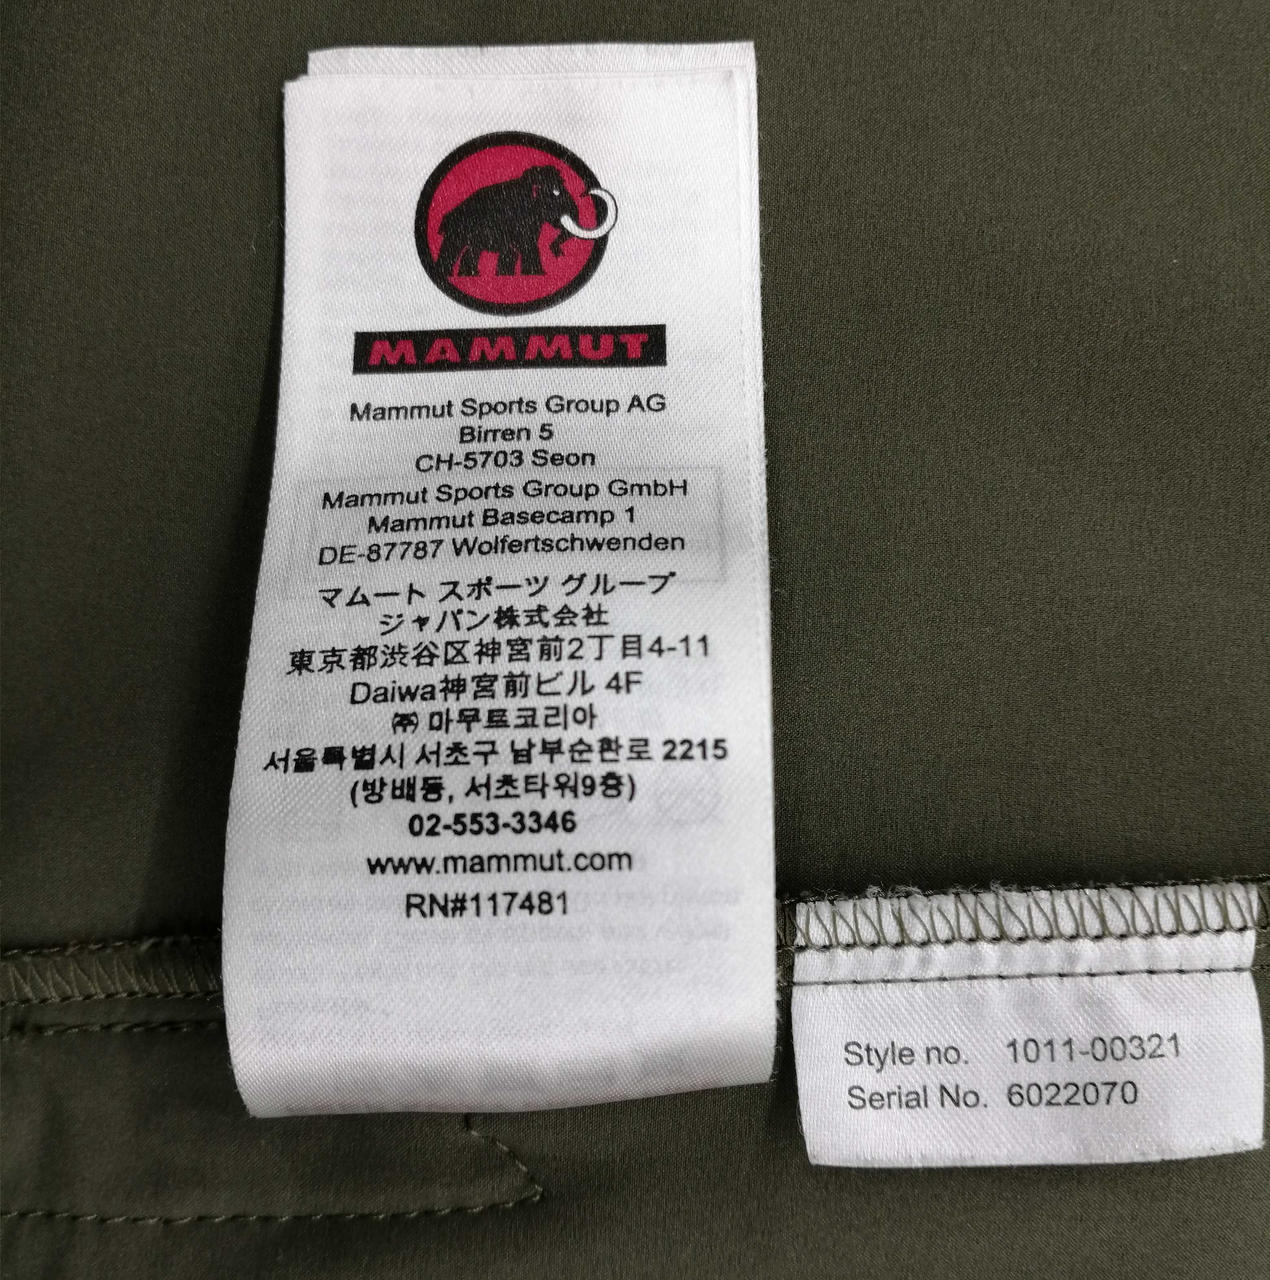 MAMMUT
Mammut Sports Group AG
Birren 5
CH-5703 Seon
Mammut Sports Group GmbH
Mammut Basecamp 1
DE-87787 Wolfertschwenden
マムート スポーツ グループ
ジャパン株式会社
東京都渋谷区神宮前2丁目4-11
Daiwa神宮前ビル 4F
㈜ 마무트코리아
서울특별시 서초구 남부순환로 2215
(방배동, 서초타워9층)
02-553-3346
www.mammut.com
RN#117481
Style no. 1011-00321
Serial No. 6022070